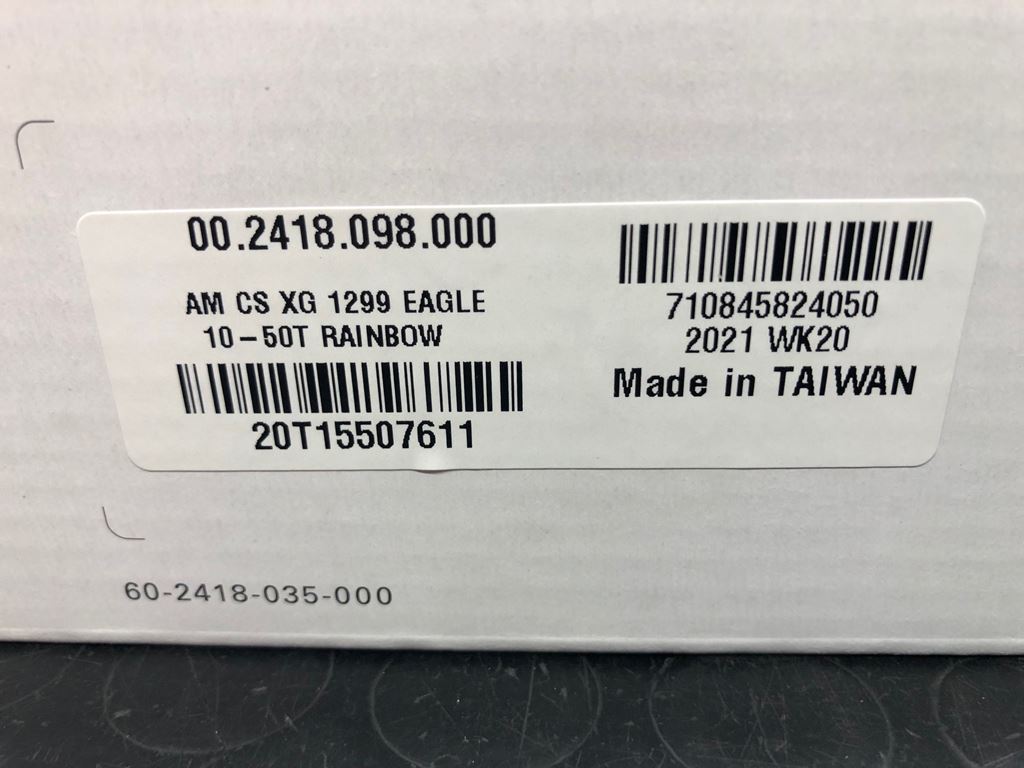 00.2418.098.000
AM CS XG 1299 EAGLE
10-50T RAINBOW
20T15507611
710845824050
2021 WK20
Made in TAIWAN
60-2418-035-000